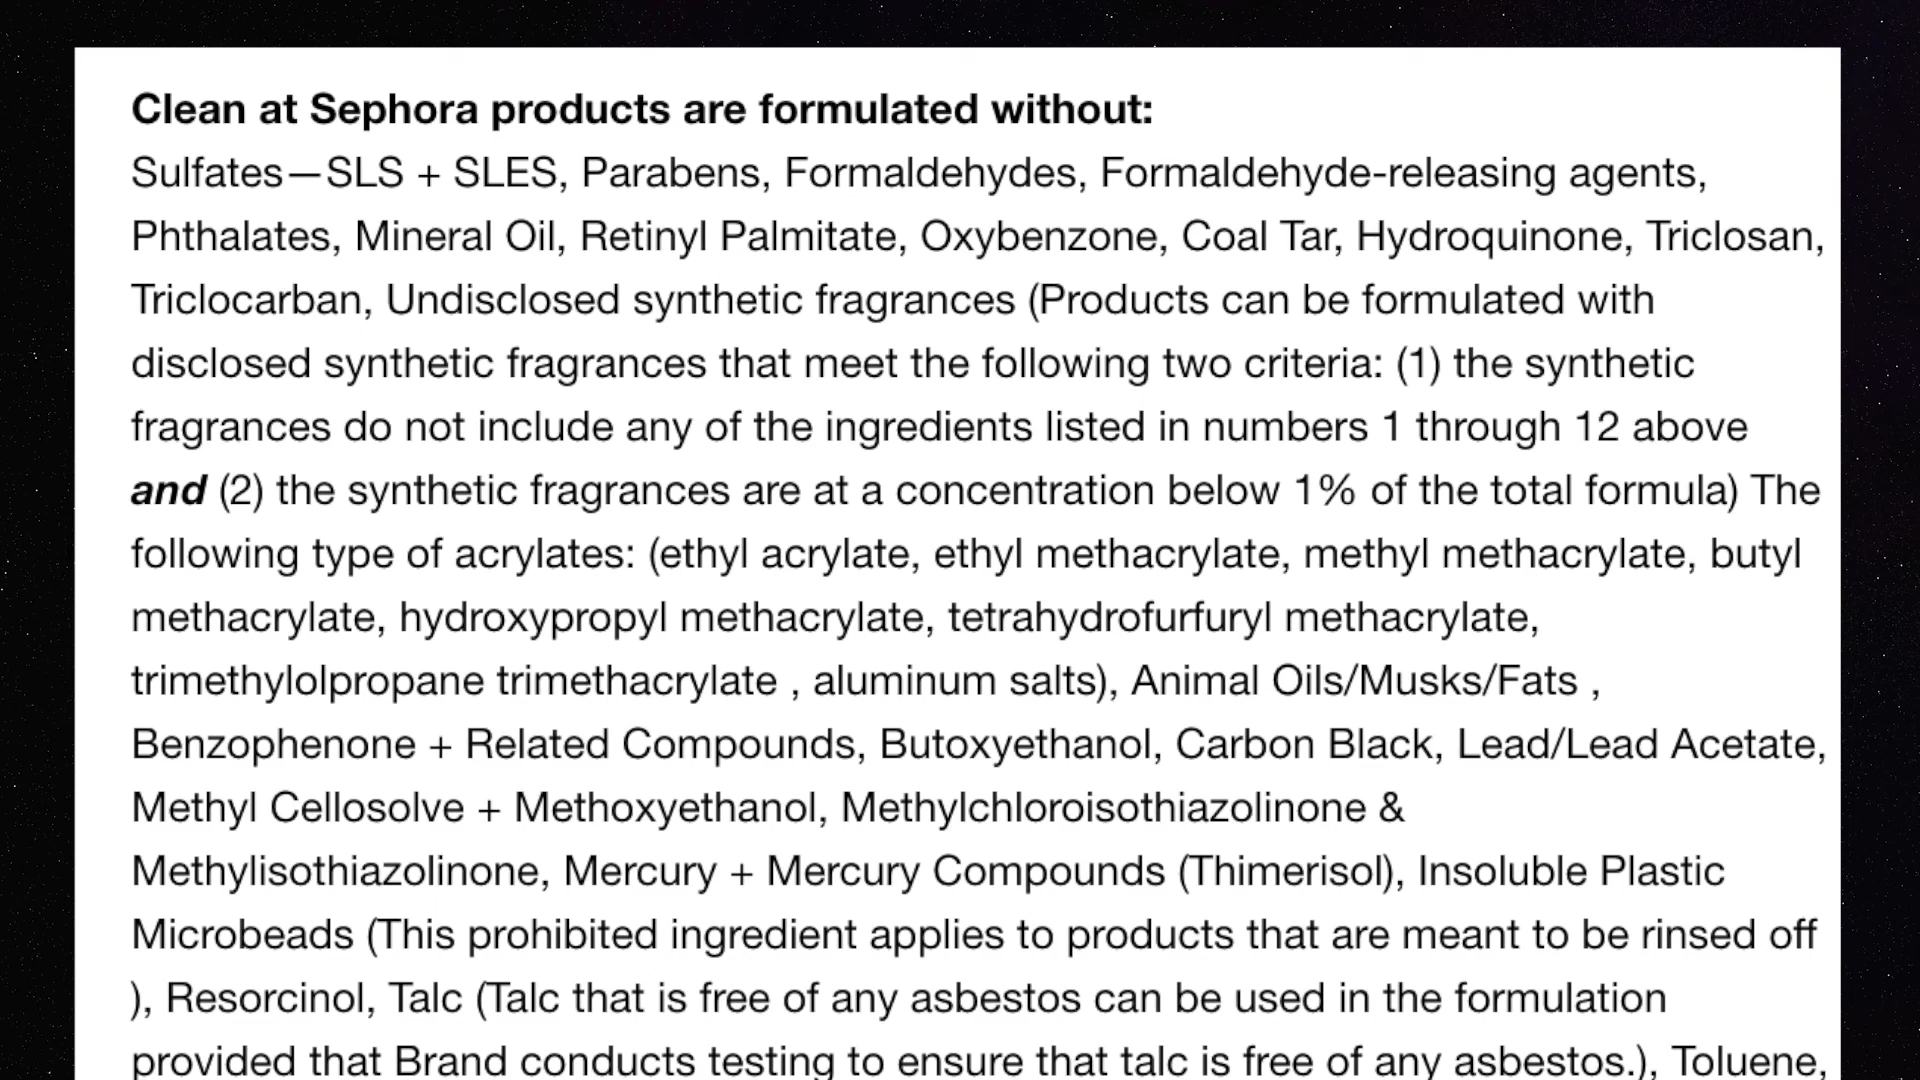 Clean at Sephora products are formulated without:
Sulfates—SLS + SLES, Parabens, Formaldehydes, Formaldehyde-releasing agents,
Phthalates, Mineral Oil, Retinyl Palmitate, Oxybenzone, Coal Tar, Hydroquinone, Triclosan,
Triclocarban, Undisclosed synthetic fragrances (Products can be formulated with
disclosed synthetic fragrances that meet the following two criteria: (1) the synthetic
fragrances do not include any of the ingredients listed in numbers 1 through 12 above
and (2) the synthetic fragrances are at a concentration below 1% of the total formula) The
following type of acrylates: (ethyl acrylate, ethyl methacrylate, methyl methacrylate, butyl
methacrylate, hydroxypropyl methacrylate, tetrahydrofurfuryl methacrylate,
trimethylolpropane trimethacrylate , aluminum salts), Animal Oils/Musks/Fats ,
Benzophenone + Related Compounds, Butoxyethanol, Carbon Black, Lead/Lead Acetate,
Methyl Cellosolve + Methoxyethanol, Methylchloroisothiazolinone &
Methylisothiazolinone, Mercury + Mercury Compounds (Thimerisol), Insoluble Plastic
Microbeads (This prohibited ingredient applies to products that are meant to be rinsed off
), Resorcinol, Talc (Talc that is free of any asbestos can be used in the formulation
provided that Brand conducts testing to ensure that talc is free of any asbestos.), Toluene,